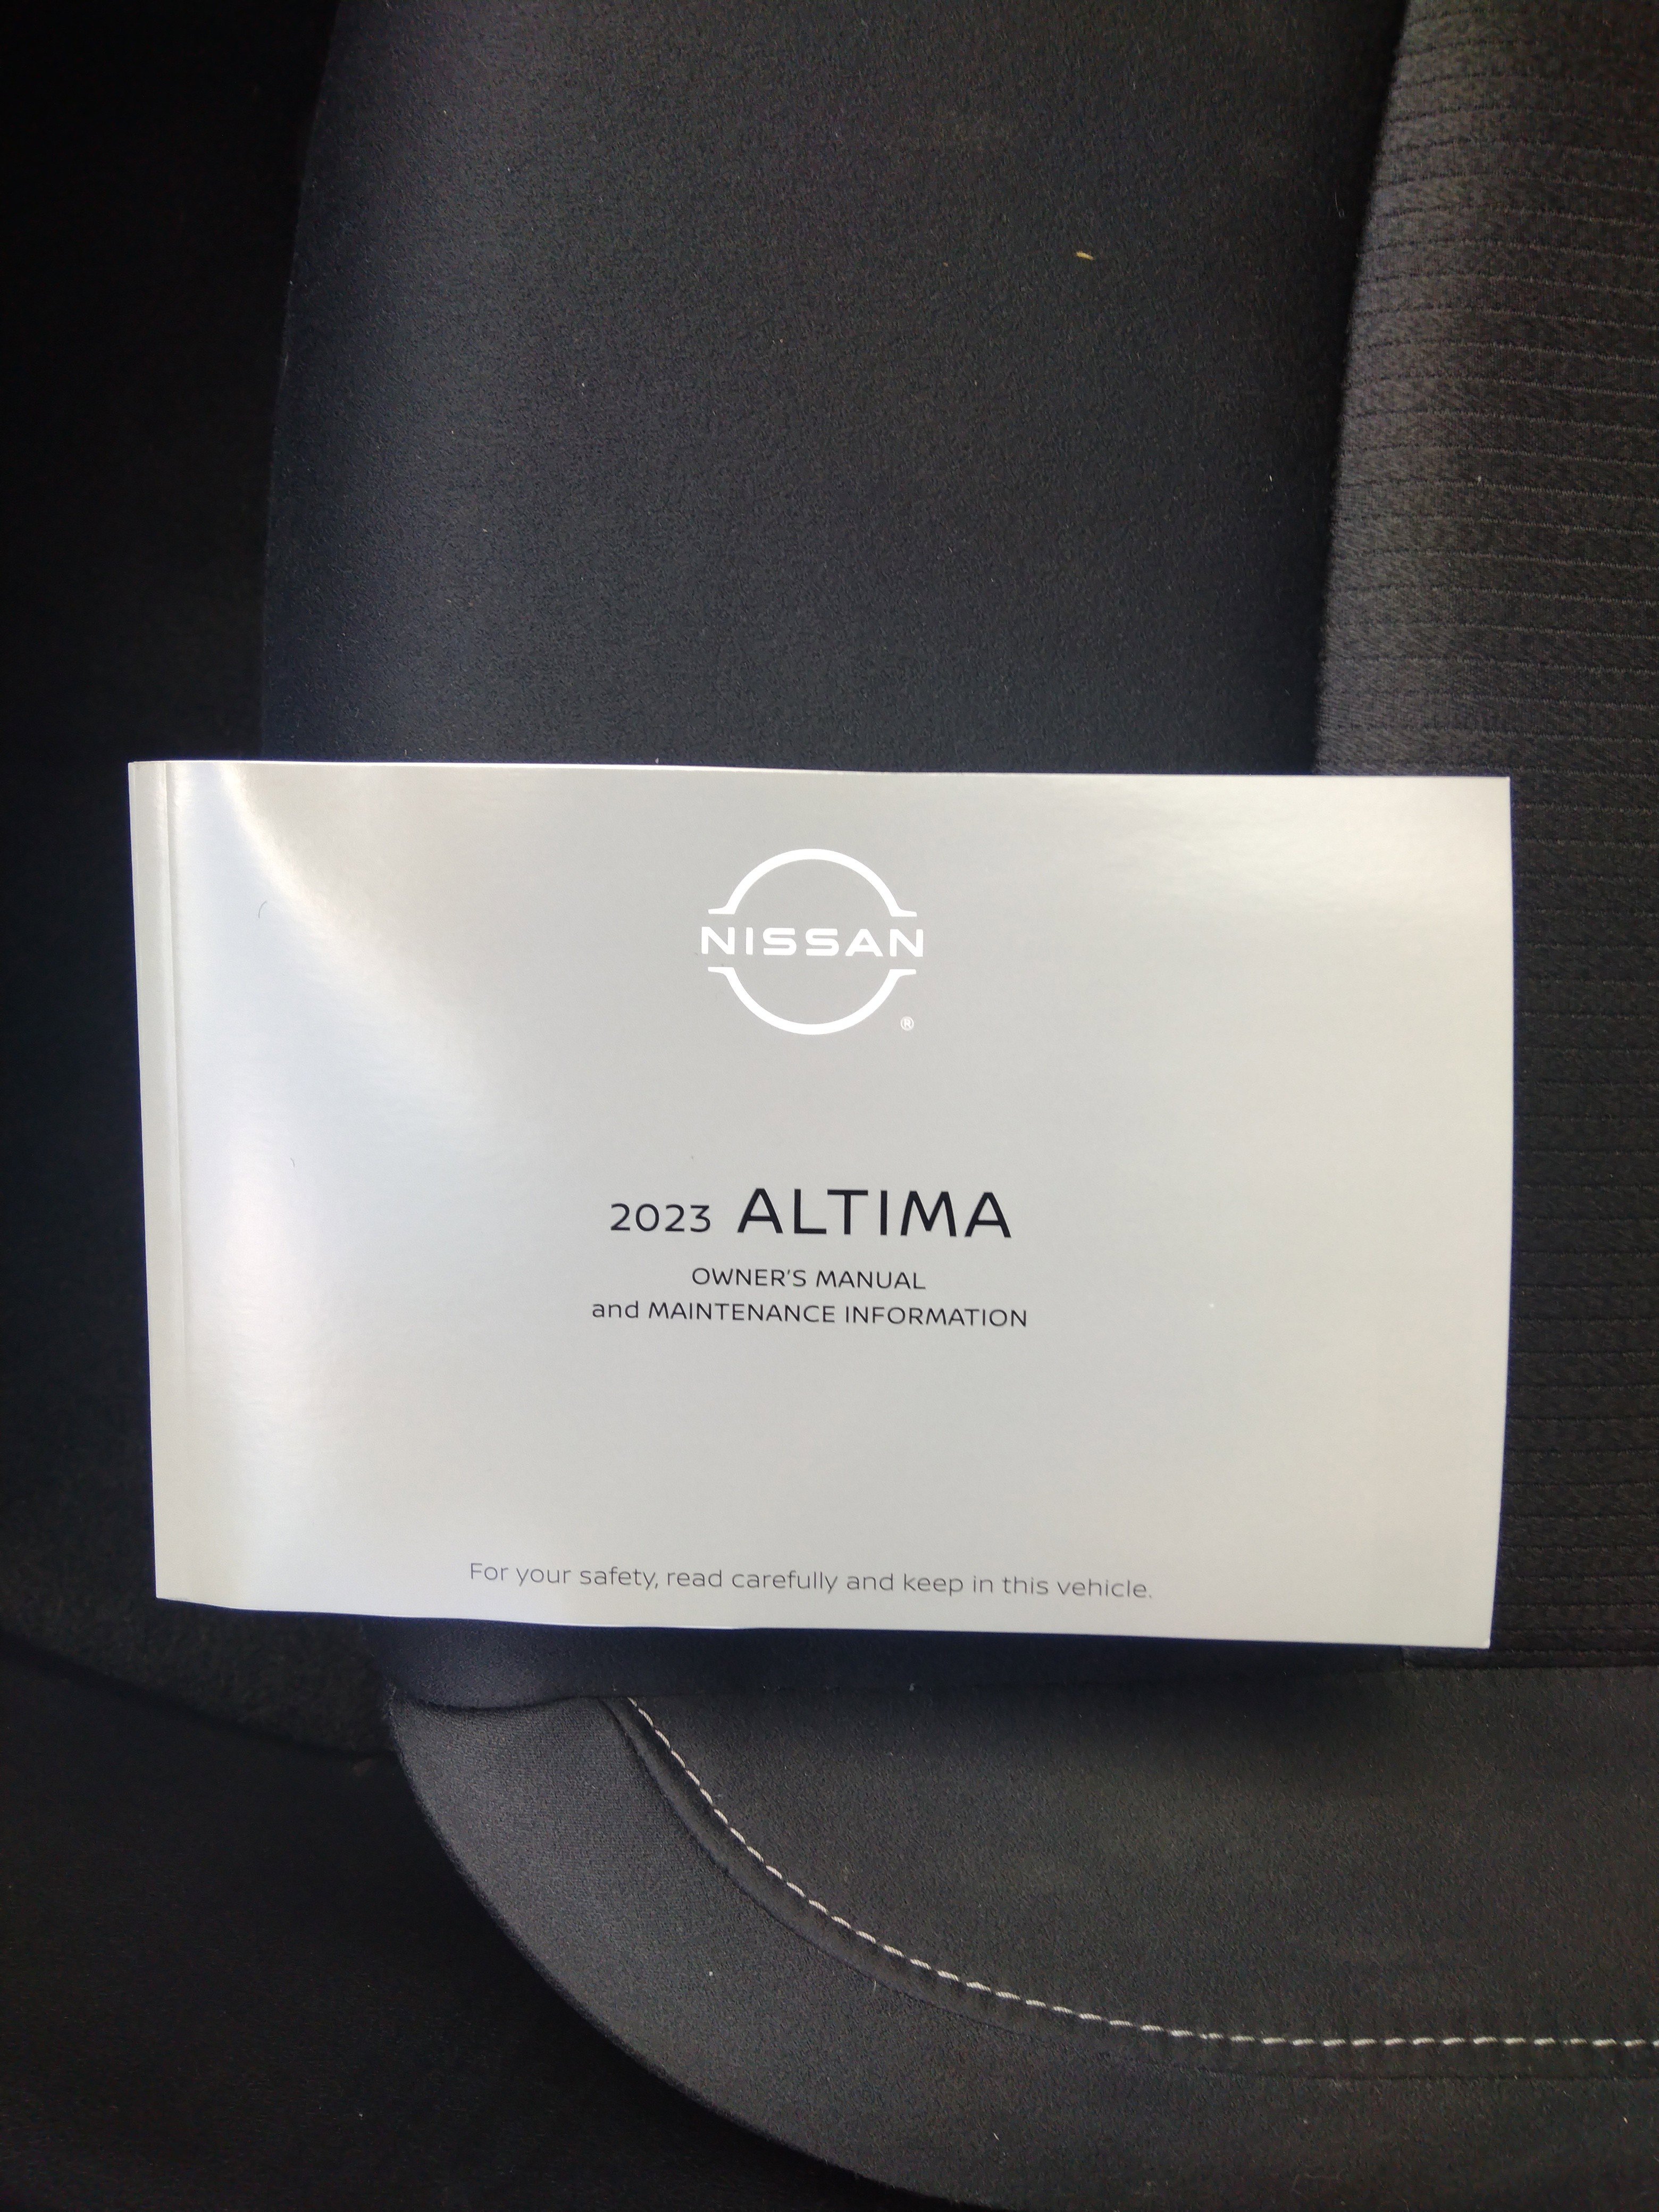 NISSAN
®
2023 ALTIMA
OWNER'S MANUAL
and MAINTENANCE INFORMATION
For your safety, read carefully and keep in this vehicle.